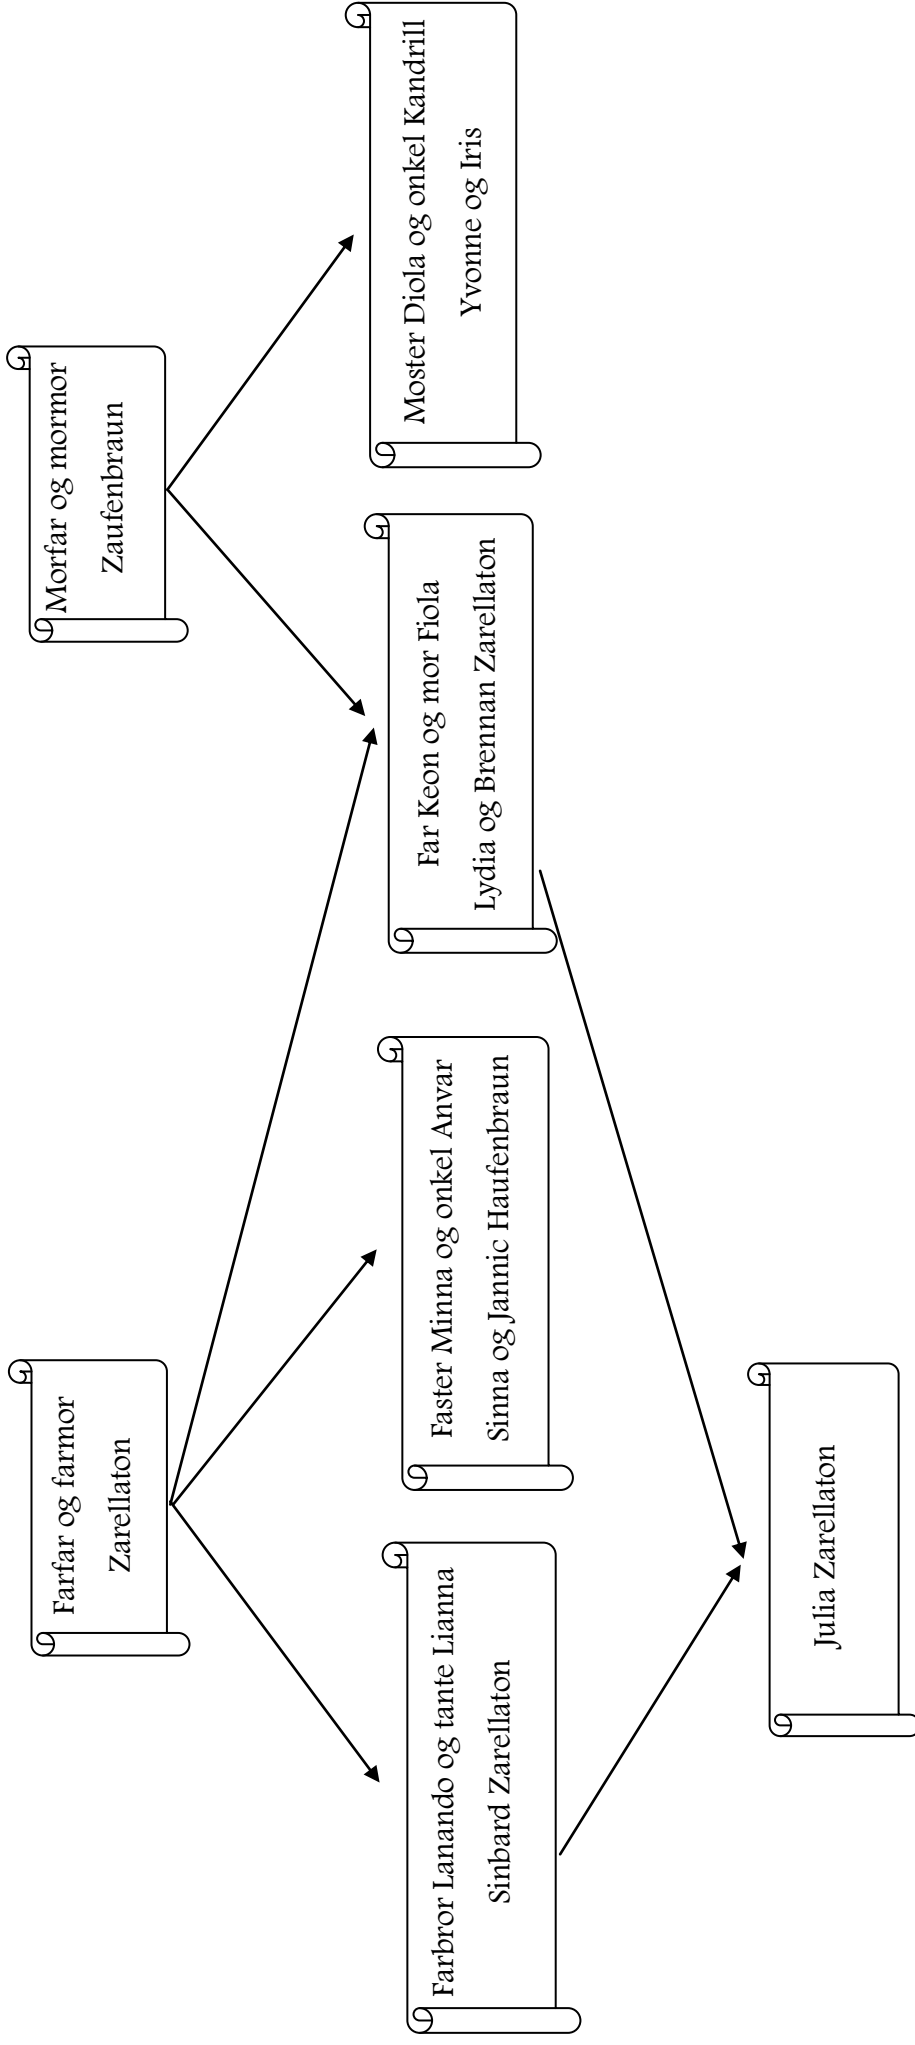 Farfar og farmor
Zarellaton
Morfar og mormor
Zaufenbraun
Farbror Lanando og tante Lianna
Sinbard Zarellaton
Faster Minna og onkel Anvar
Sinna og Jannic Haufenbraun
Far Keon og mor Fiola
Lydia og Brennan Zarellaton
Moster Diola og onkel Kandrill
Yvonne og Iris
Julia Zarellaton